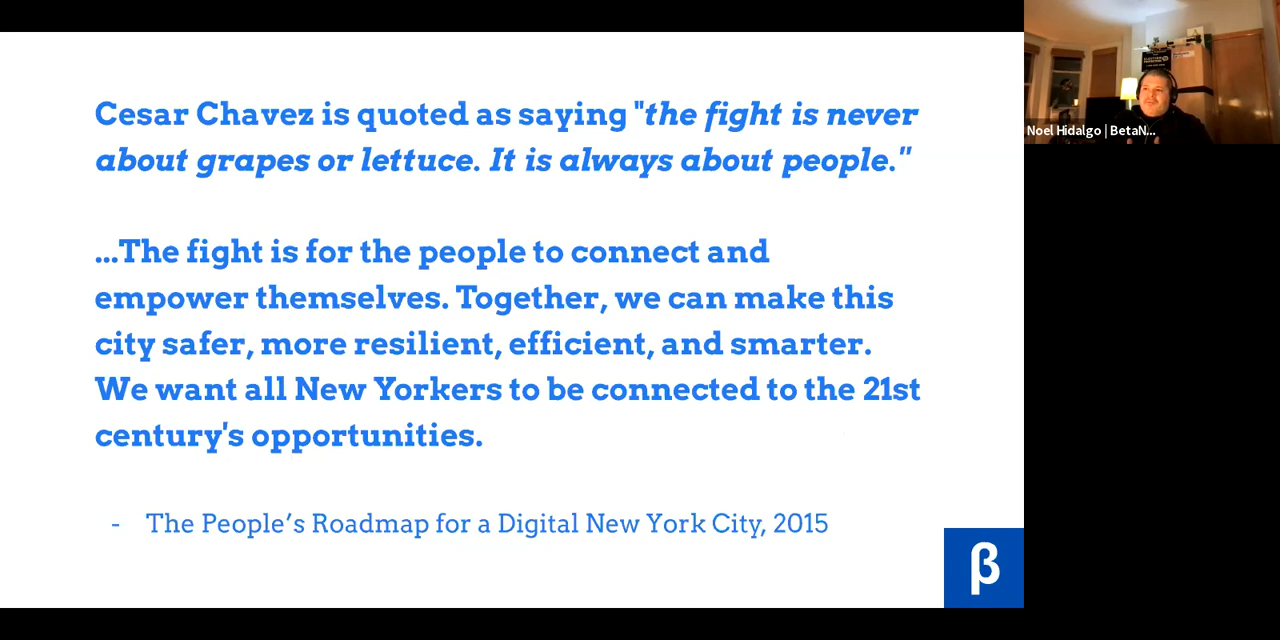 Cesar Chavez is quoted as saying "the fight is never
about grapes or lettuce. It is always about people."
...The fight is for the people to connect and
empower themselves. Together, we can make this
city safer, more resilient, efficient, and smarter.
We want all New Yorkers to be connected to the 21st
century's opportunities.
- The People’s Roadmap for a Digital New York City, 2015
β
Noel Hidalgo | BetaN...